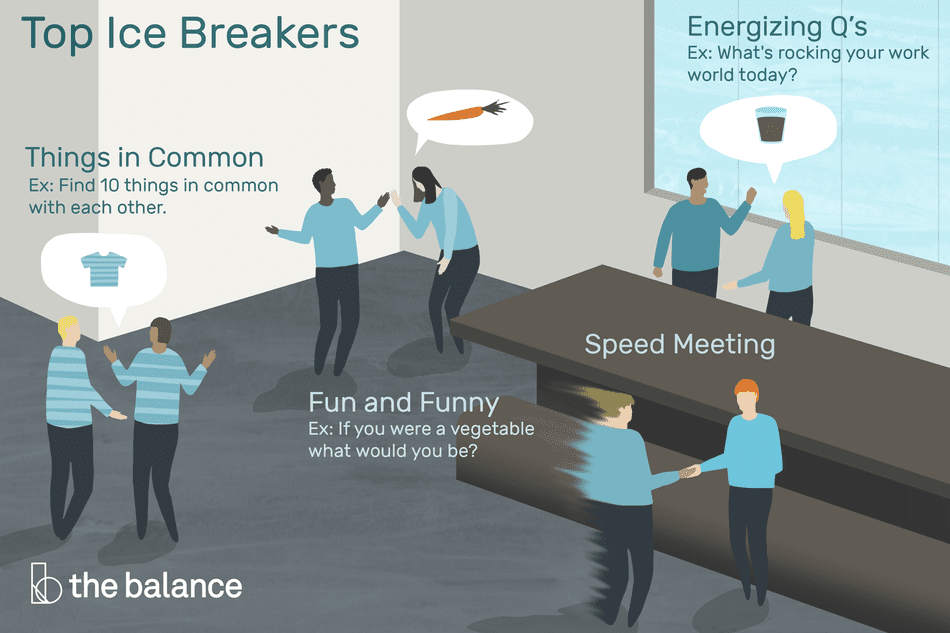 Top Ice Breakers
Energizing Q’s
Ex: What's rocking your work
world today?
Things in Common
Ex: Find 10 things in common
with each other.
Speed Meeting
Fun and Funny
Ex: If you were a vegetable
what would you be?
the balance